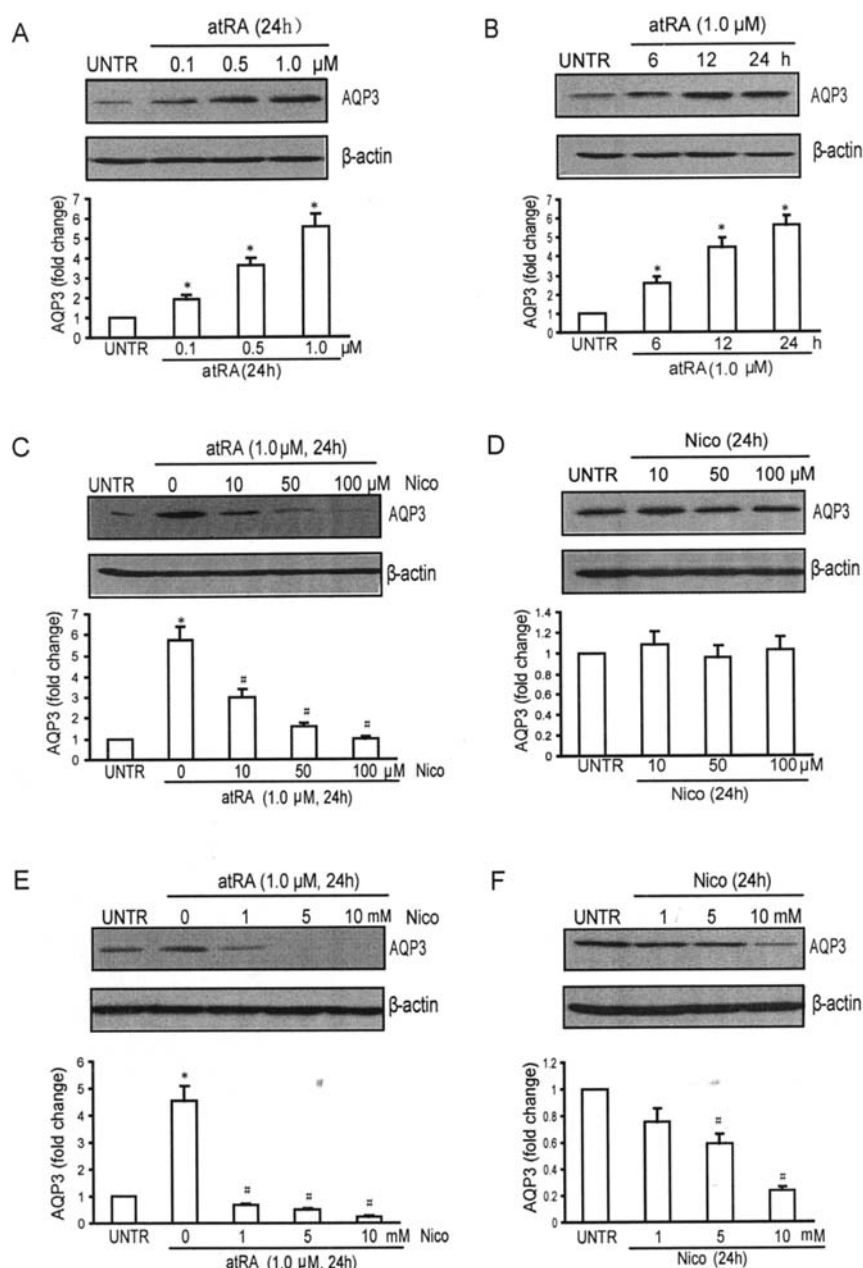 A
atRA (24h)
UNTR 0.1 0.5 1.0 µM
AQP3
β-actin
AQP3 (fold change)
7
6
5
4
3
2
1
0
* * *
UNTR 0.1 0.5 1.0 µM
atRA(24h)
B
atRA (1.0 µM)
UNTR 6 12 24 h
AQP3
β-actin
AQP3 (fold change)
7
6
5
4
3
2
1
0
* * *
UNTR 6 12 24 h
atRA(1.0 µM)
C
atRA (1.0 µM, 24h)
UNTR 0 10 50 100 µM Nico
AQP3
β-actin
AQP3 (fold change)
7
6
5
4
3
2
1
0
* # # #
UNTR 0 10 50 100 µM Nico
atRA (1.0 µM, 24h)
D
Nico (24h)
UNTR 10 50 100 µM
AQP3
β-actin
AQP3 (fold change)
1.4
1.2
1
0.8
0.6
0.4
0.2
0
UNTR 10 50 100 µM
Nico (24h)
E
atRA (1.0 µM, 24h)
UNTR 0 1 5 10 mM Nico
AQP3
β-actin
AQP3 (fold change)
6
5
4
3
2
1
0
* # # #
UNTR 0 1 5 10 mM Nico
atRA (1.0 µM, 24h)
F
Nico (24h)
UNTR 1 5 10 mM
AQP3
β-actin
AQP3 (fold change)
1.2
1
0.8
0.6
0.4
0.2
0
# #
UNTR 1 5 10 mM
Nico (24h)